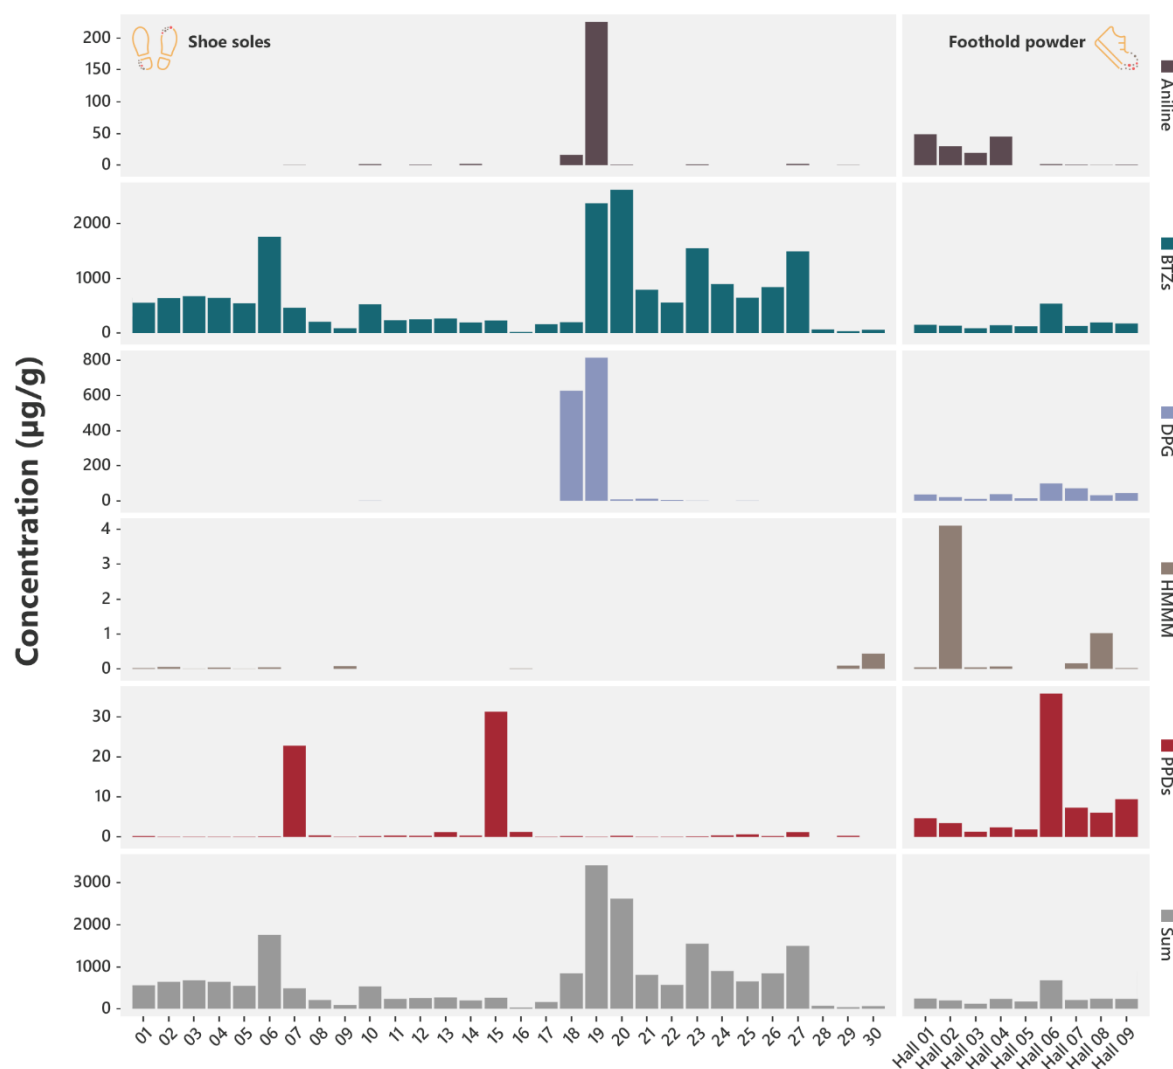 Shoe soles
Foothold powder
Concentration (µg/g)
200
150
100
50
0
Aniline
2000
1000
0
BTZs
800
600
400
200
0
DPG
4
3
2
1
0
HMMM
30
20
10
0
PPDs
3000
2000
1000
0
Sum
01 02 03 04 05 06 07 08 09 10 11 12 13 14 15 16 17 18 19 20 21 22 23 24 25 26 27 28 29 30
Hall 01 Hall 02 Hall 03 Hall 04 Hall 05 Hall 06 Hall 07 Hall 08 Hall 09